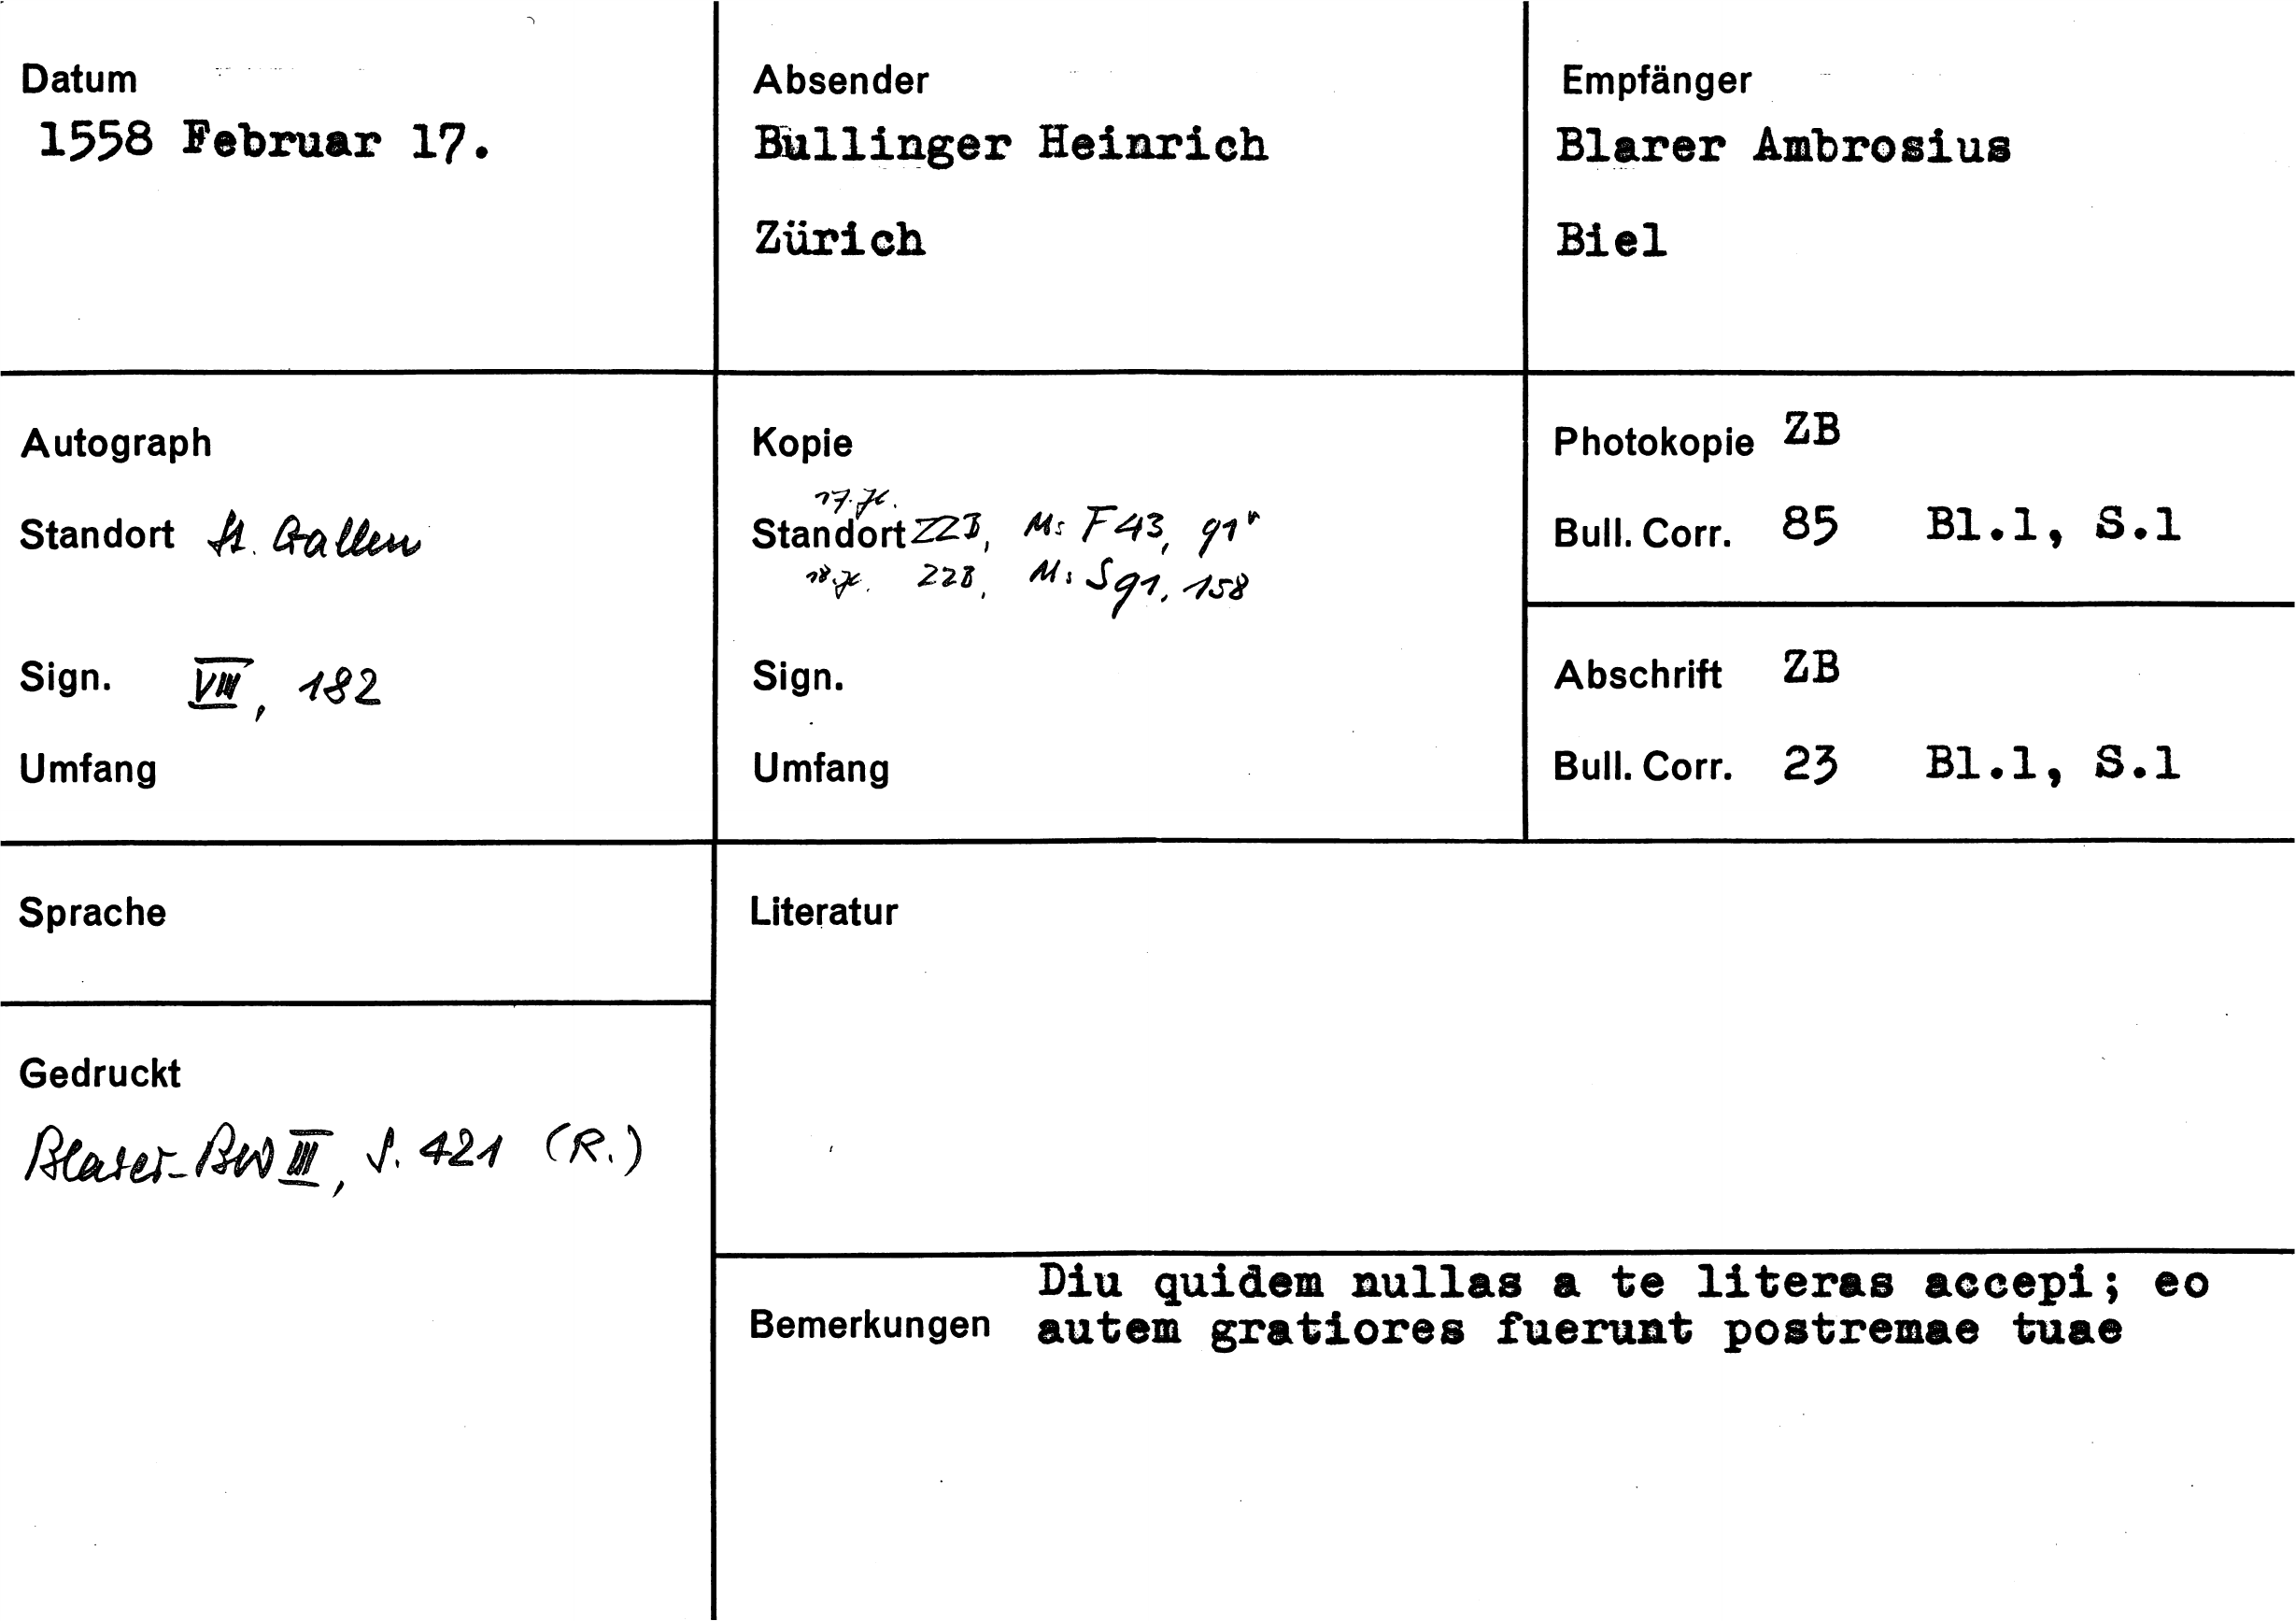 Datum
1558 Februar 17.
Absender
Bullinger Heinrich
Zürich
Empfänger
Blarer Ambrosius
Biel
Autograph
Standort St. Gallen
Sign. VIII, 182
Umfang
Kopie
17. Jh.
Standort ZZB, Ms F 43, 91r
18. Jh. ZZB, Ms S 91, 158
Sign.
Umfang
Photokopie ZB
Bull. Corr. 85 Bl.1, S.1
Abschrift ZB
Bull. Corr. 23 Bl.1, S.1
Sprache
Gedruckt
Blarer-BW III, S. 421 (R.)
Literatur
Bemerkungen
Diu quidem nullas a te literas accepi; eo
autem gratiores fuerunt postremae tuae